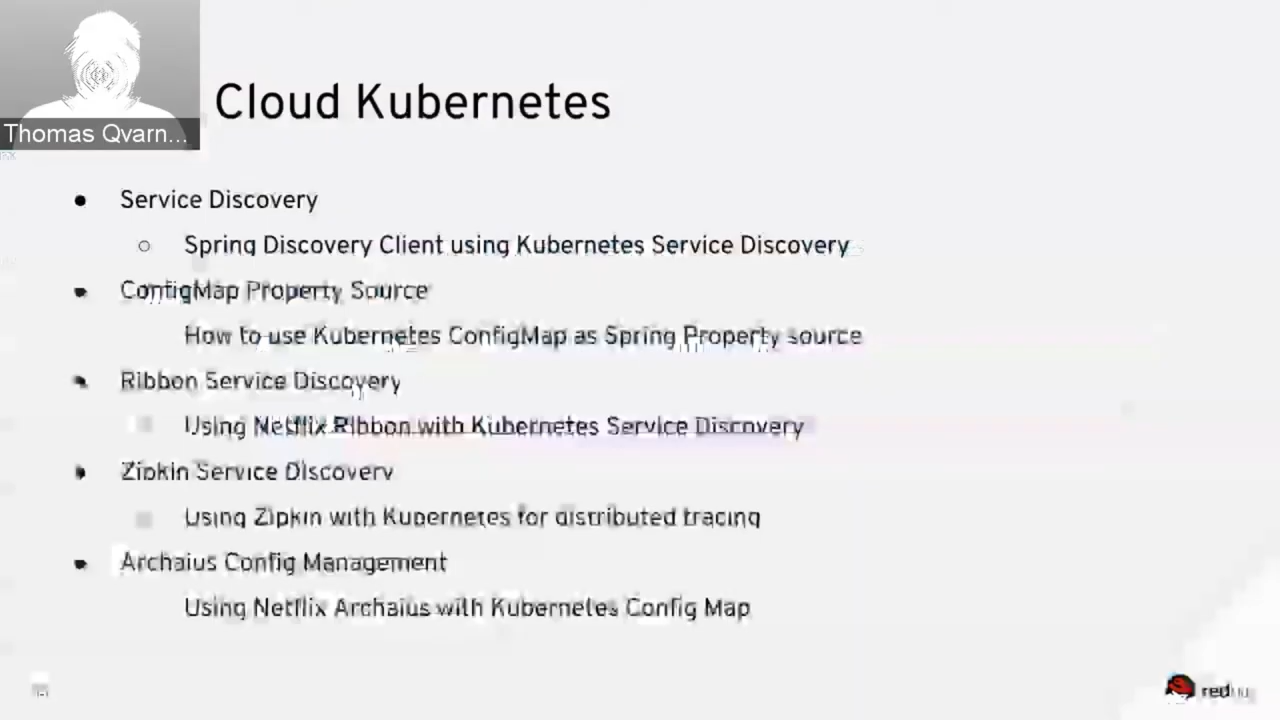 Cloud Kubernetes
Thomas Qvarn...
Service Discovery
Spring Discovery Client using Kubernetes Service Discovery
ConfigMap Property Source
How to use Kubernetes ConfigMap as Spring Property source
Ribbon Service Discovery
Using Netflix Ribbon with Kubernetes Service Discovery
Zipkin Service Discovery
Using Zipkin with Kubernetes for distributed tracing
Archaius Config Management
Using Netflix Archaius with Kubernetes Config Map
red